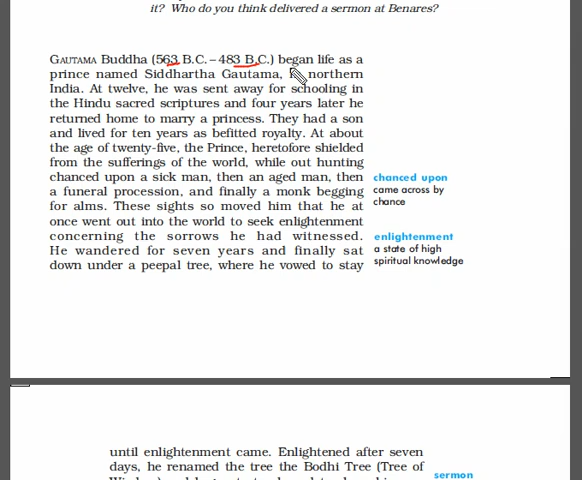 it? Who do you think delivered a sermon at Benares?
GAUTAMA Buddha (563 B.C. – 483 B.C.) began life as a
prince named Siddhartha Gautama, northern
India. At twelve, he was sent away for schooling in
the Hindu sacred scriptures and four years later he
returned home to marry a princess. They had a son
and lived for ten years as befitted royalty. At about
the age of twenty-five, the Prince, heretofore shielded
from the sufferings of the world, while out hunting
chanced upon a sick man, then an aged man, then
a funeral procession, and finally a monk begging
for alms. These sights so moved him that he at
once went out into the world to seek enlightenment
concerning the sorrows he had witnessed.
He wandered for seven years and finally sat
down under a peepal tree, where he vowed to stay
chanced upon
came across by
chance
enlightenment
a state of high
spiritual knowledge
until enlightenment came. Enlightened after seven
days, he renamed the tree the Bodhi Tree (Tree of
sermon